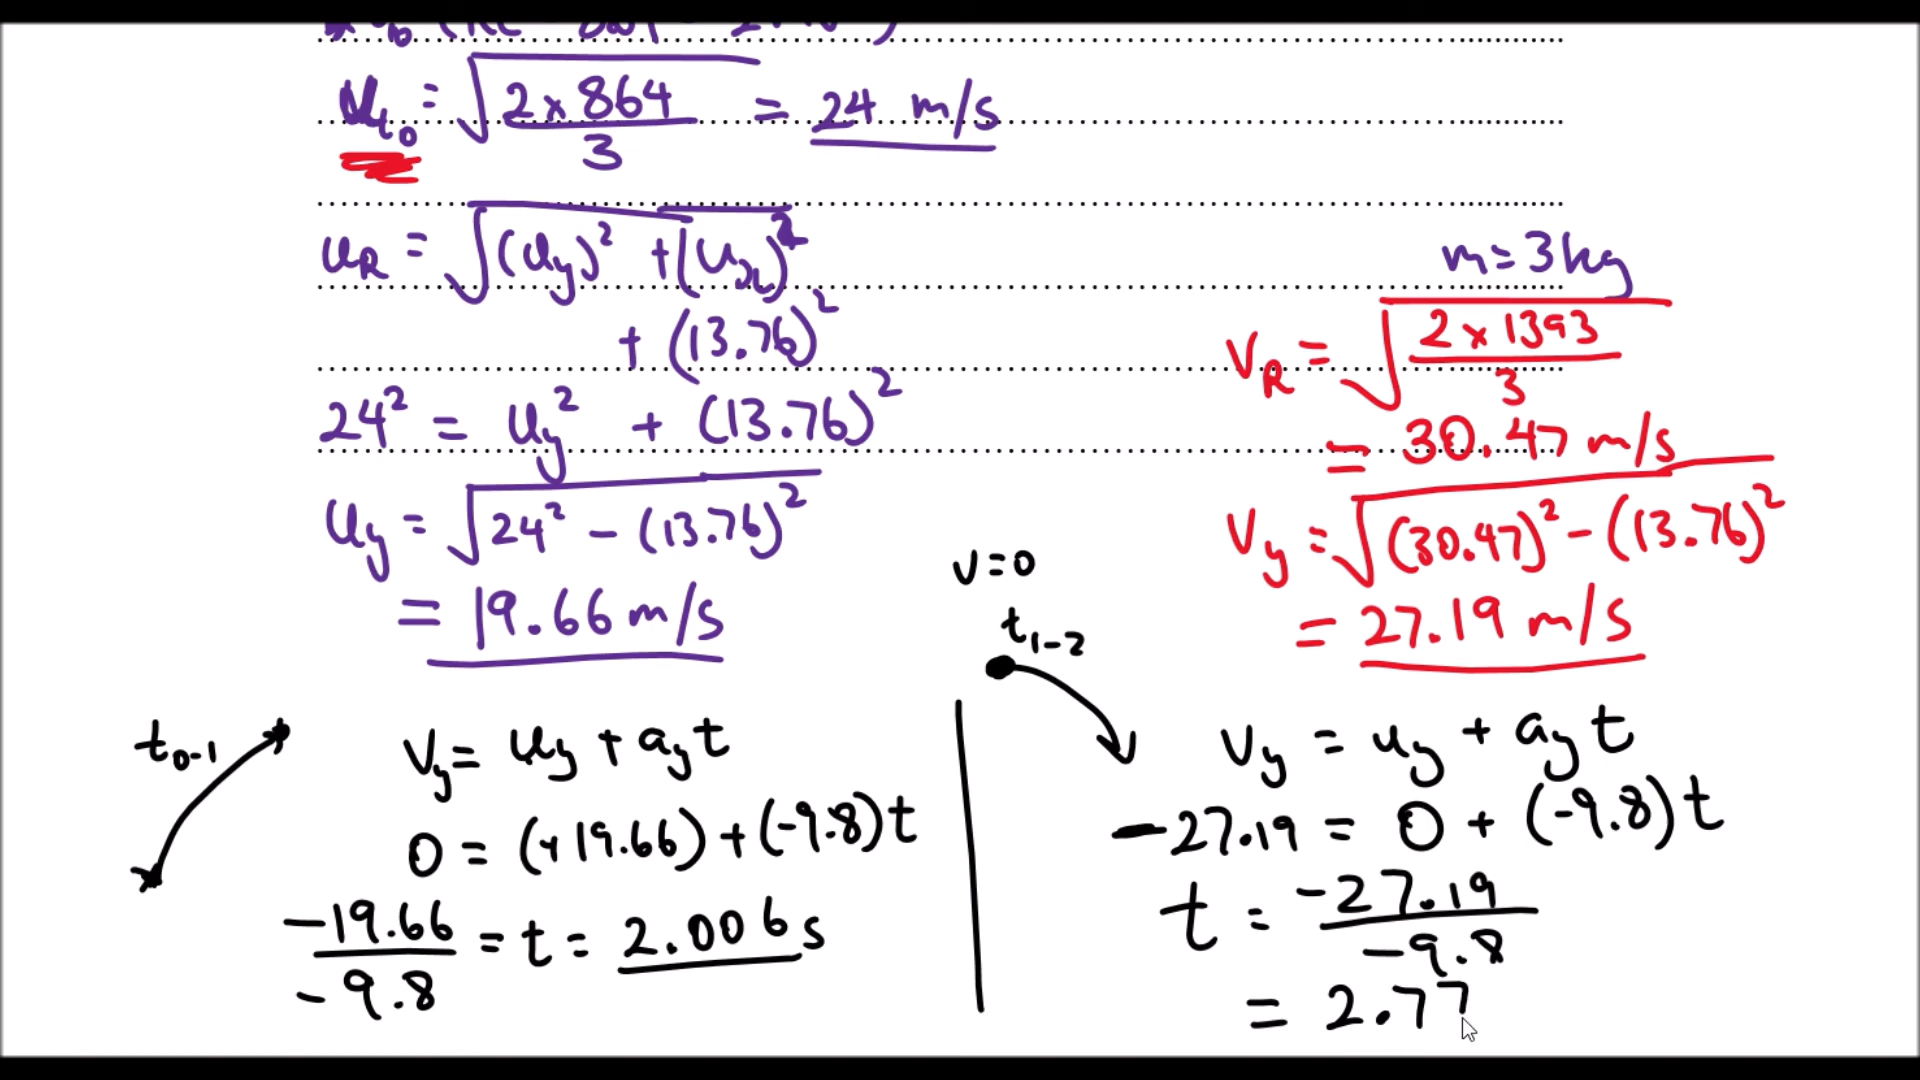 u_t₀ = √(2 × 864 / 3) = 24 m/s
u_R = √((u_y)² + (u_x)²)
+ (13.76)²
24² = u_y² + (13.76)²
u_y = √(24² − (13.76)²)
= 19.66 m/s
m = 3 kg
V_R = √(2 × 1393 / 3)
= 30.47 m/s
V_y = √((30.47)² − (13.76)²)
= 27.19 m/s
t₀₋₁
V_y = u_y + a_y t
0 = (+19.66) + (-9.8)t
-19.66 / -9.8 = t = 2.006 s
v = 0
t₁₋₂
V_y = u_y + a_y t
-27.19 = 0 + (-9.8)t
t = -27.19 / -9.8
= 2.77